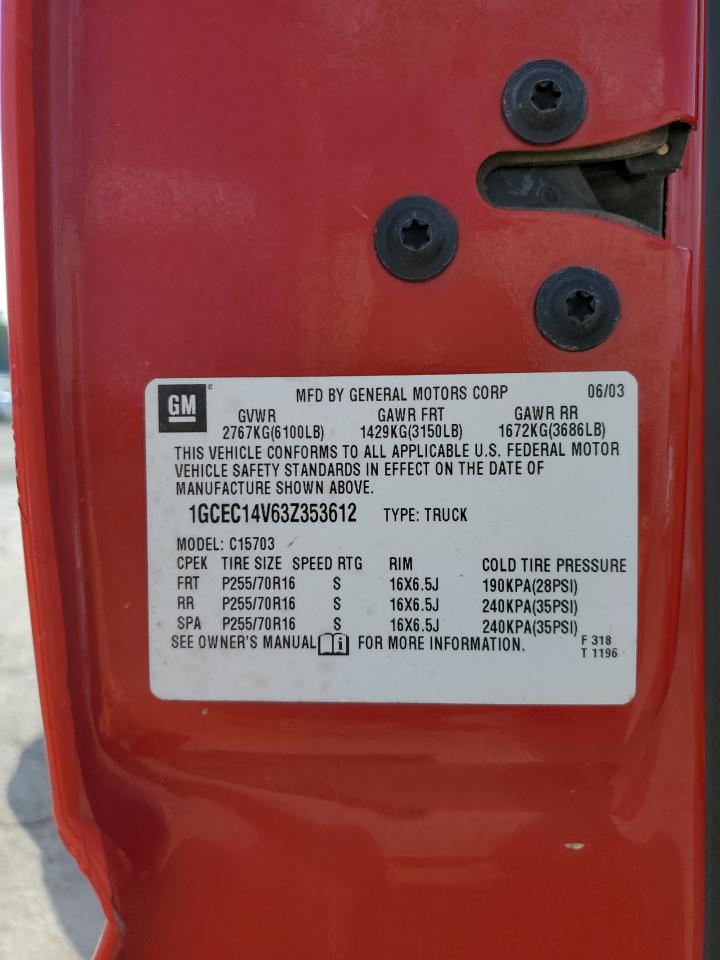 GM ® MFD BY GENERAL MOTORS CORP 06/03
GVWR GAWR FRT GAWR RR
2767KG(6100LB) 1429KG(3150LB) 1672KG(3686LB)
THIS VEHICLE CONFORMS TO ALL APPLICABLE U.S. FEDERAL MOTOR
VEHICLE SAFETY STANDARDS IN EFFECT ON THE DATE OF
MANUFACTURE SHOWN ABOVE.
1GCEC14V63Z353612 TYPE: TRUCK
MODEL: C15703
CPEK TIRE SIZE SPEED RTG RIM COLD TIRE PRESSURE
FRT P255/70R16 S 16X6.5J 190KPA(28PSI)
RR P255/70R16 S 16X6.5J 240KPA(35PSI)
SPA P255/70R16 S 16X6.5J 240KPA(35PSI)
SEE OWNER'S MANUAL i FOR MORE INFORMATION.
F 318
T 1196